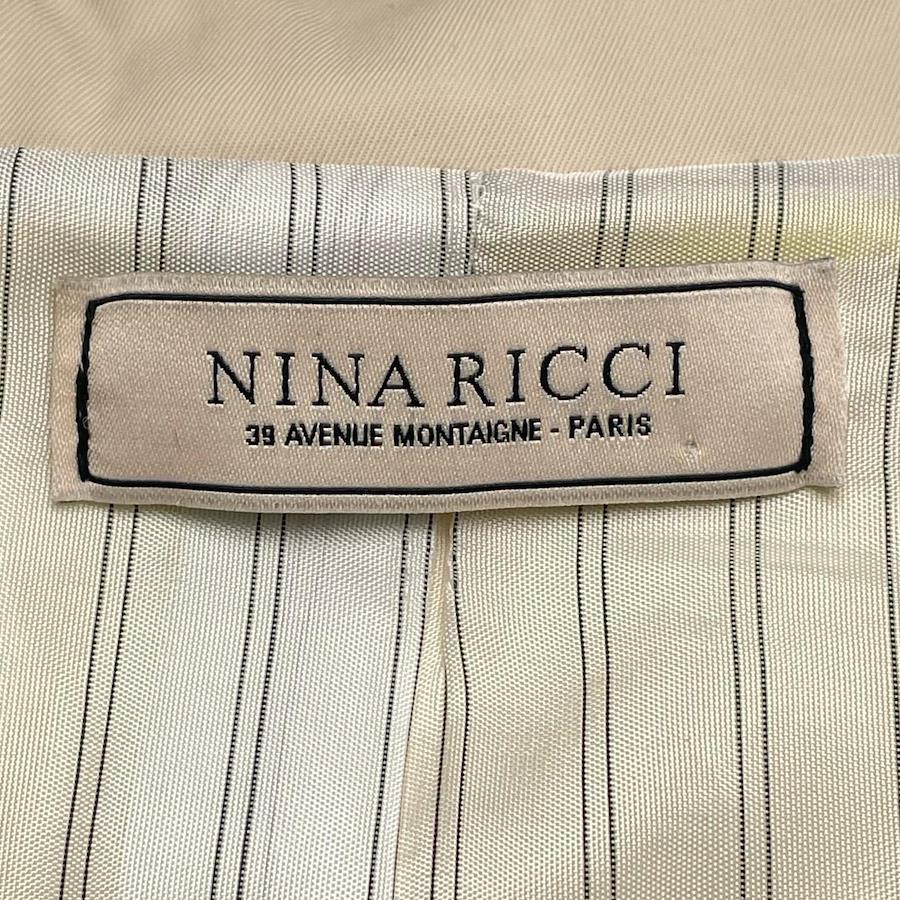 NINA RICCI
39 AVENUE MONTAIGNE - PARIS